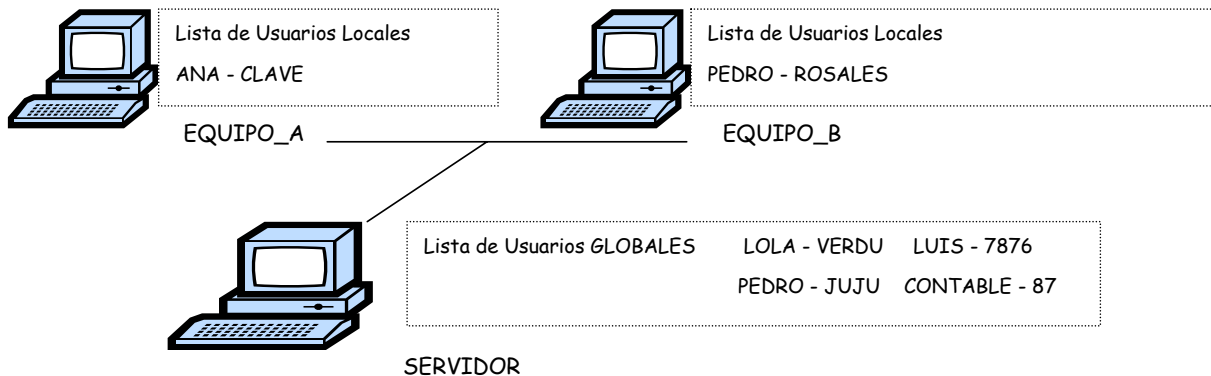 Lista de Usuarios Locales
ANA - CLAVE
EQUIPO_A
Lista de Usuarios Locales
PEDRO - ROSALES
EQUIPO_B
Lista de Usuarios GLOBALES LOLA - VERDU LUIS - 7876
PEDRO - JUJU CONTABLE - 87
SERVIDOR